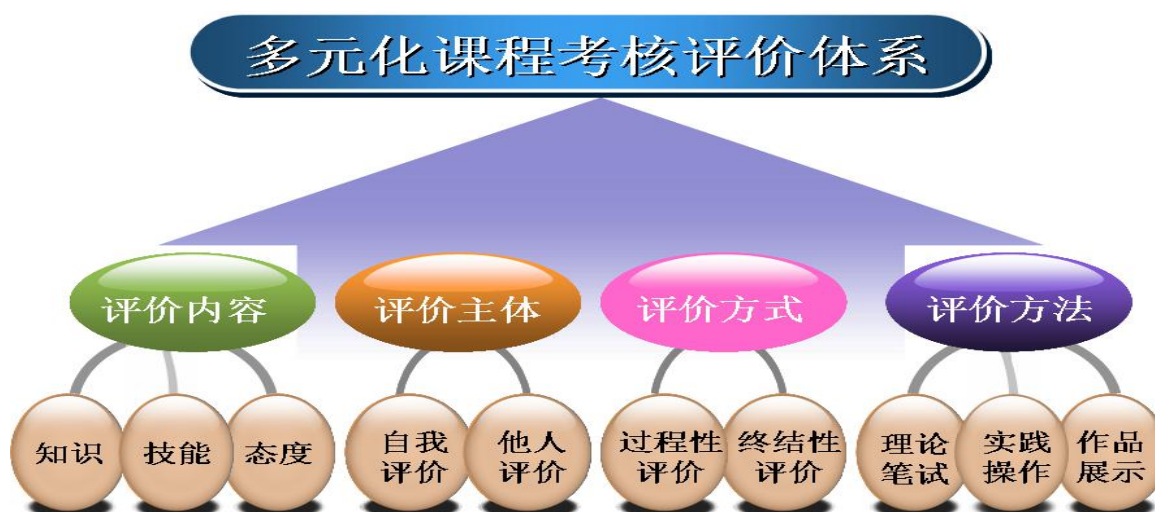 多元化课程考核评价体系
评价内容
评价主体
评价方式
评价方法
知识
技能
态度
自我
评价
他人
评价
过程性
评价
终结性
评价
理论
笔试
实践
操作
作品
展示